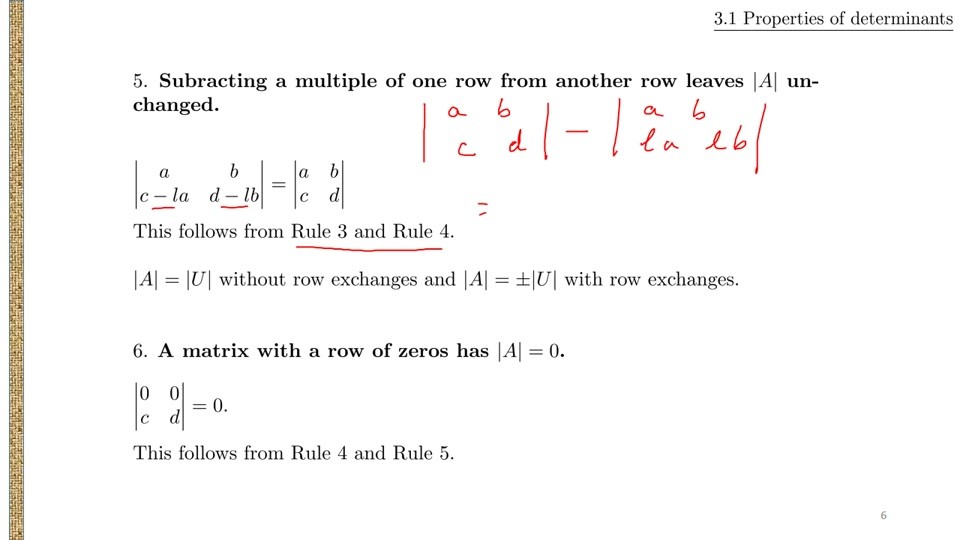 3.1 Properties of determinants
5. Subracting a multiple of one row from another row leaves |A| un-
changed.
| a b | − | a b |
| c d |   | la lb |
=
| a b | = | a b |
| c − la d − lb |   | c d |
This follows from Rule 3 and Rule 4.
|A| = |U| without row exchanges and |A| = ±|U| with row exchanges.
6. A matrix with a row of zeros has |A| = 0.
| 0 0 | = 0.
| c d |
This follows from Rule 4 and Rule 5.
6